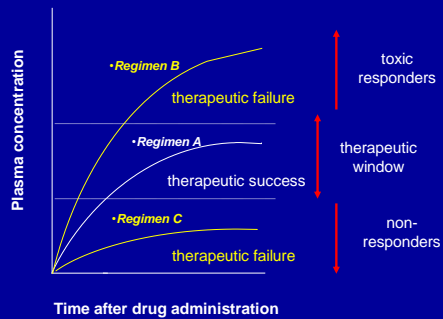 Plasma concentration
•Regimen B
therapeutic failure
•Regimen A
therapeutic success
•Regimen C
therapeutic failure
toxic
responders
therapeutic
window
non-
responders
Time after drug administration